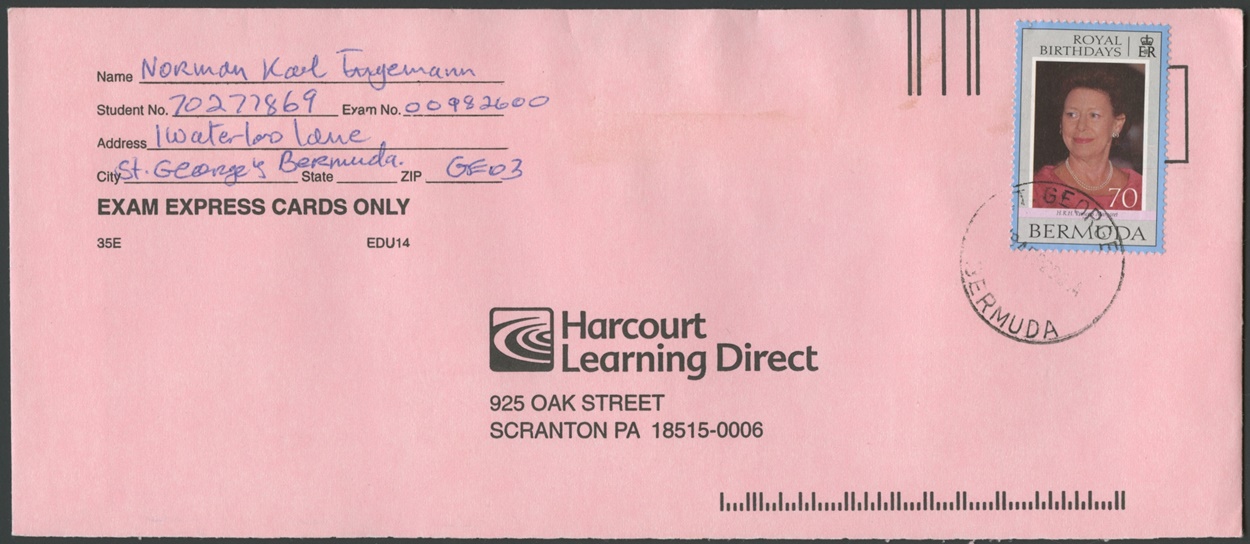 Name Norman Karl Engemann
Student No. 70277869 Exam No. 00982600
Address 1 Waterloo Lane
City St. George's Bermuda. State ZIP GE03
EXAM EXPRESS CARDS ONLY
35E EDU14
ROYAL
BIRTHDAYS ER
70
BERMUDA
GEORGE
BERMUDA
Harcourt
Learning Direct
925 OAK STREET
SCRANTON PA 18515-0006